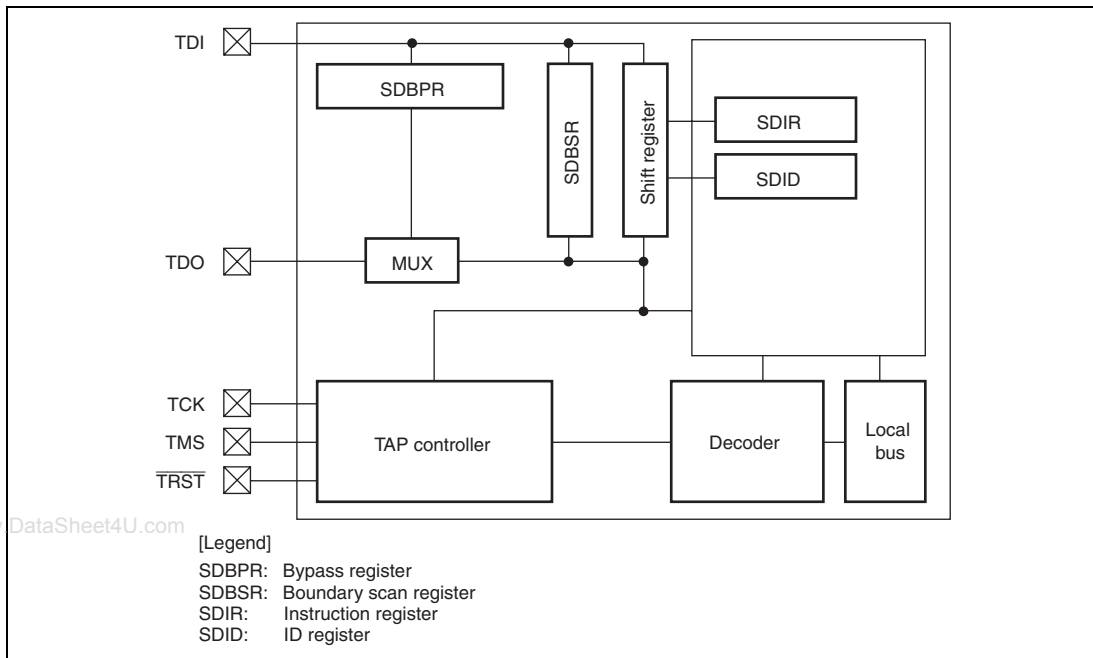 TDI
SDBPR
SDBSR
Shift register
SDIR
SDID
TDO
MUX
TCK
TMS
TRST
TAP controller
Decoder
Local
bus
DataSheet4U.com
[Legend]
SDBPR: Bypass register
SDBSR: Boundary scan register
SDIR: Instruction register
SDID: ID register